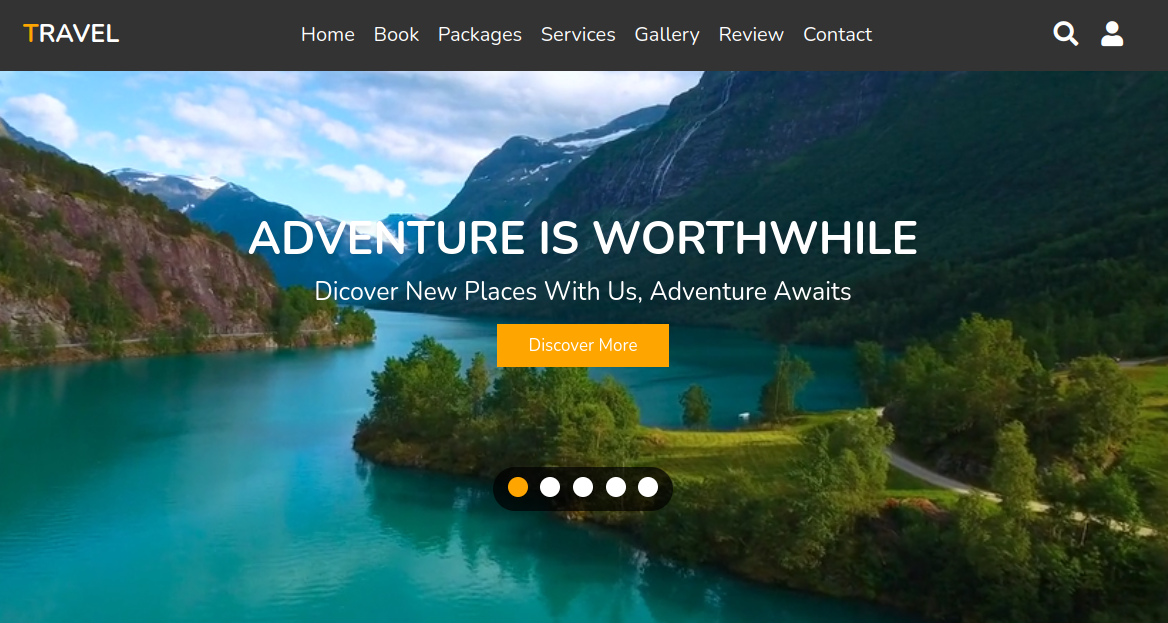 TRAVEL
Home Book Packages Services Gallery Review Contact
ADVENTURE IS WORTHWHILE
Dicover New Places With Us, Adventure Awaits
Discover More